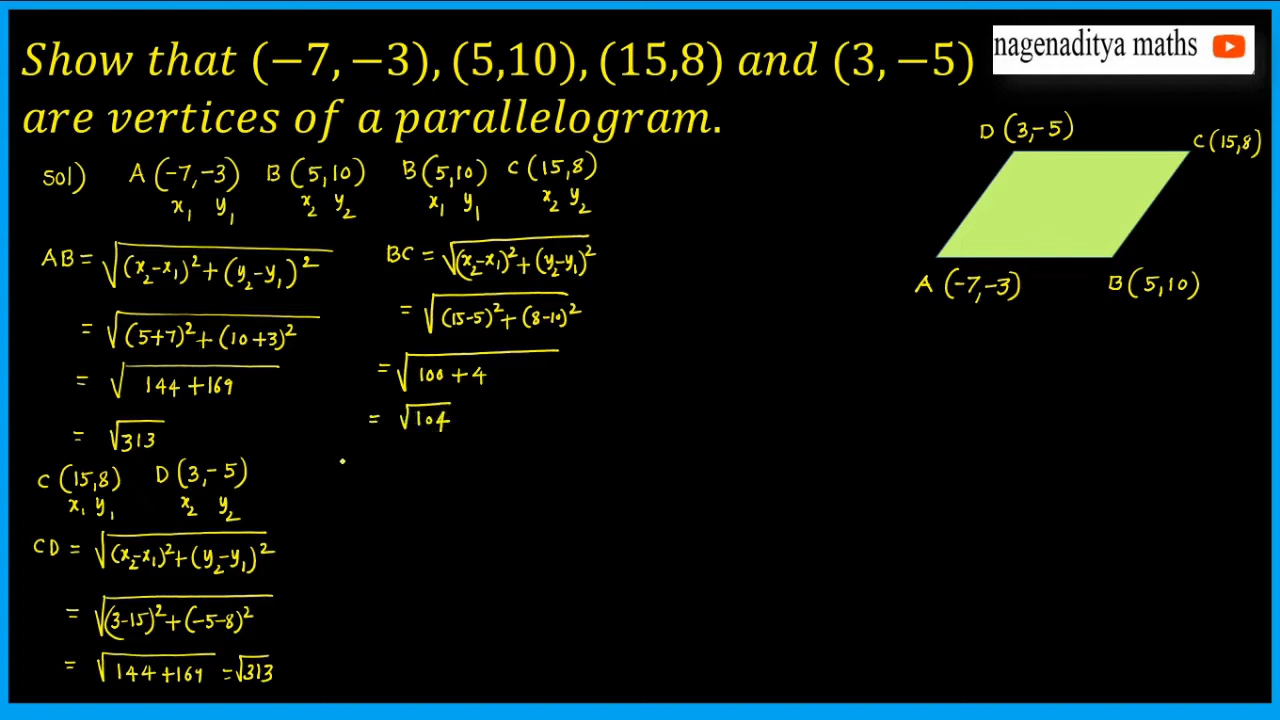 Show that (−7, −3), (5,10), (15,8) and (3, −5)
are vertices of a parallelogram.
nagenaditya maths
sol) A (-7,-3) B (5,10)
x₁ y₁ x₂ y₂
AB = √(x₂-x₁)²+(y₂-y₁)²
= √(5+7)²+(10+3)²
= √144+169
= √313
B(5,10) C (15,8)
x₁ y₁ x₂ y₂
BC = √(x₂-x₁)²+(y₂-y₁)²
= √(15-5)²+(8-10)²
= √100+4
= √104
C (15,8) D (3,-5)
x₁ y₁ x₂ y₂
CD = √(x₂-x₁)²+(y₂-y₁)²
= √(3-15)²+(-5-8)²
= √144+169 = √313
D (3,-5)
C (15,8)
A (-7,-3)
B (5,10)